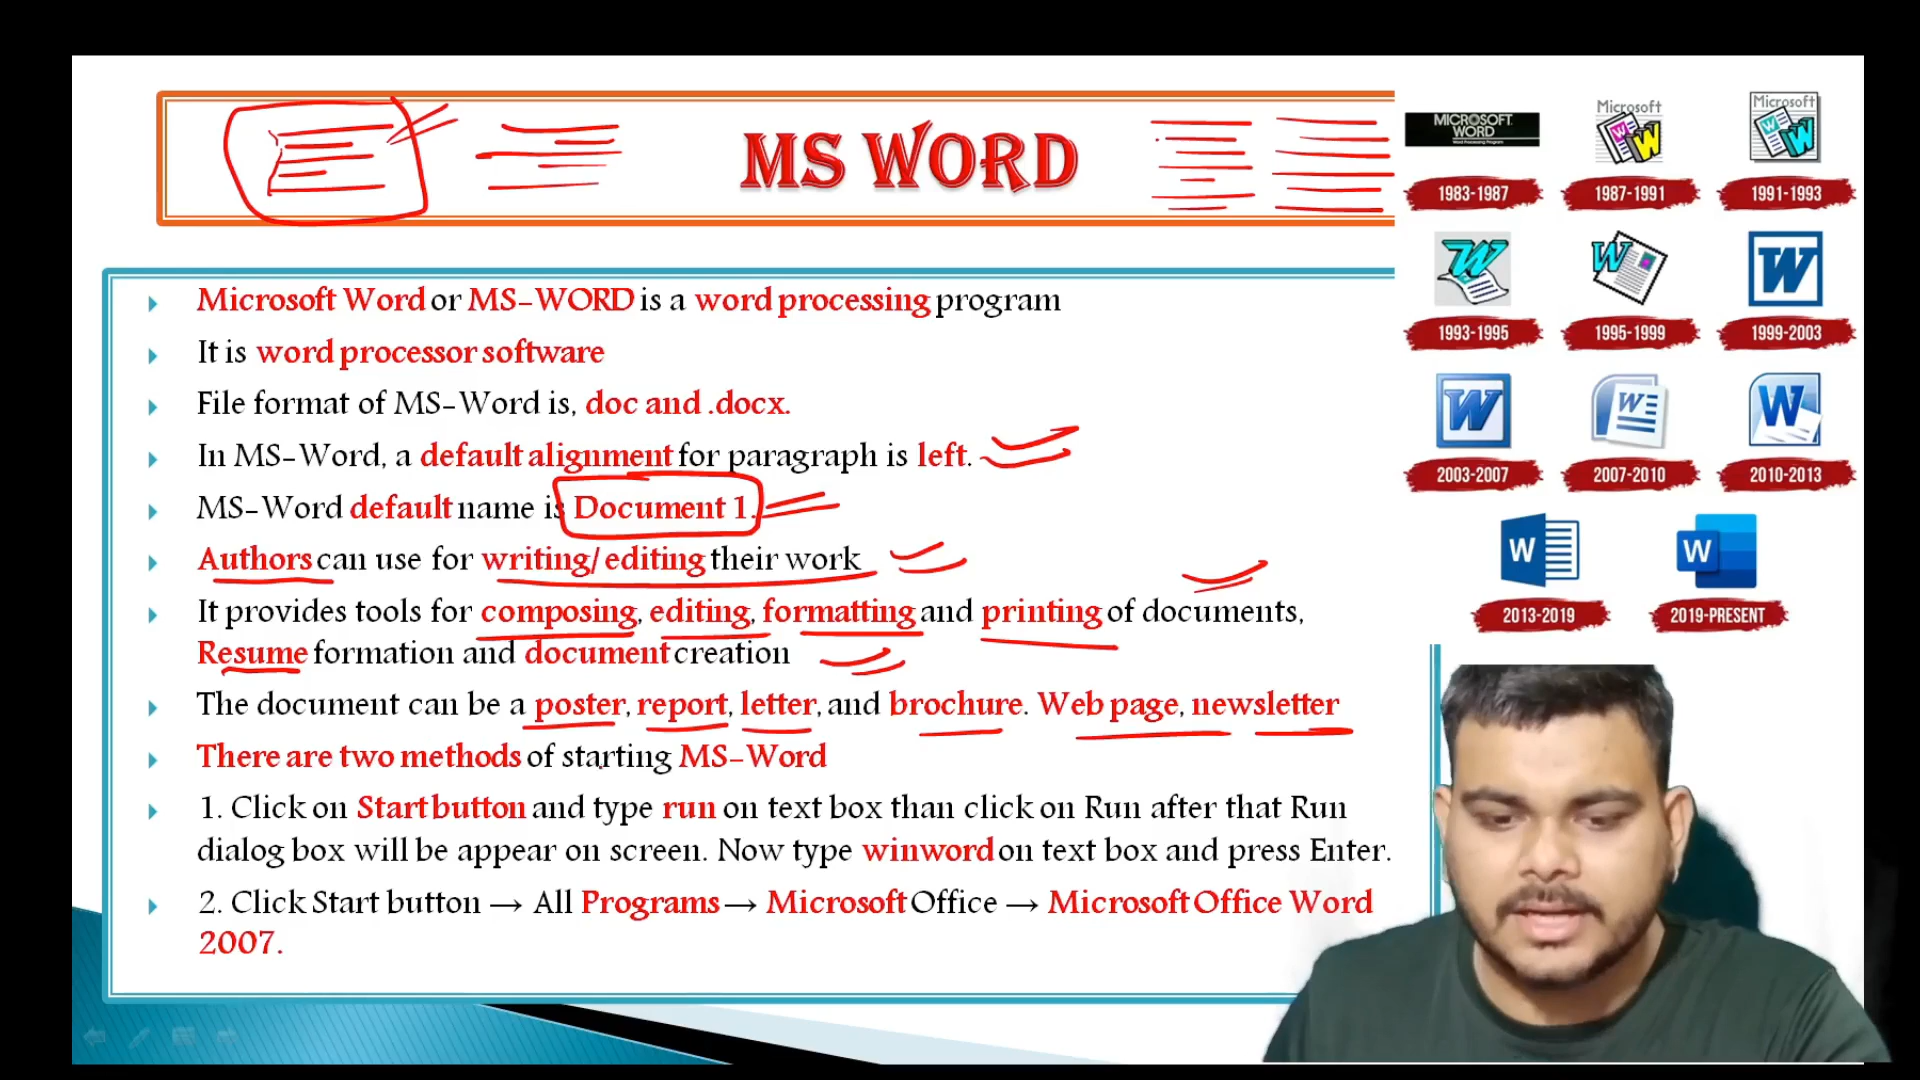 MS WORD
MICROSOFT
WORD
Word Processing Program
1983-1987
Microsoft
1987-1991
Microsoft
1991-1993
1993-1995
1995-1999
1999-2003
2003-2007
2007-2010
2010-2013
2013-2019
2019-PRESENT
Microsoft Word or MS-WORD is a word processing program
It is word processor software
File format of MS-Word is, doc and .docx.
In MS-Word, a default alignment for paragraph is left.
MS-Word default name is Document 1.
Authors can use for writing/ editing their work
It provides tools for composing, editing, formatting and printing of documents,
Resume formation and document creation
The document can be a poster, report, letter, and brochure. Web page, newsletter
There are two methods of starting MS-Word
1. Click on Start button and type run on text box than click on Run after that Run
dialog box will be appear on screen. Now type winword on text box and press Enter.
2. Click Start button → All Programs → Microsoft Office → Microsoft Office Word
2007.